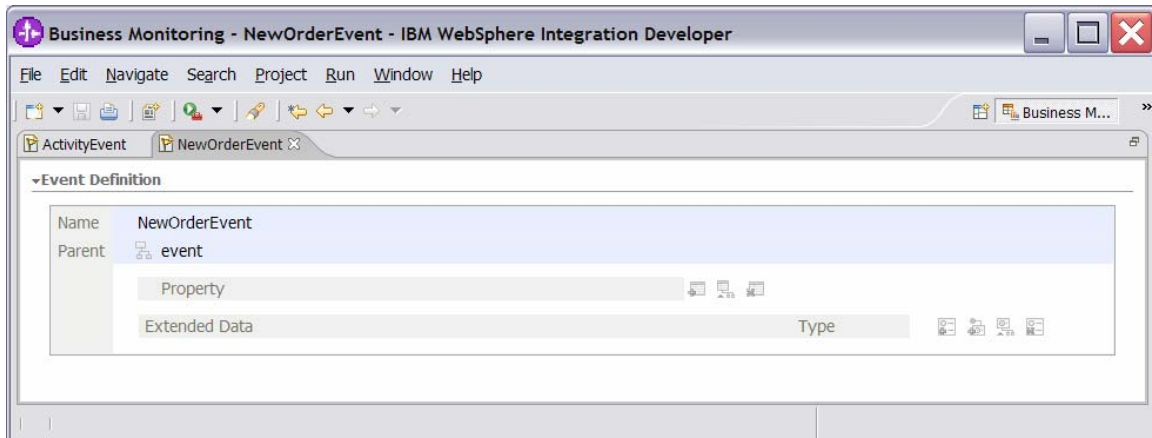 Business Monitoring - NewOrderEvent - IBM WebSphere Integration Developer
File Edit Navigate Search Project Run Window Help
Business M...
ActivityEvent NewOrderEvent
Event Definition
Name NewOrderEvent
Parent event
Property
Extended Data Type